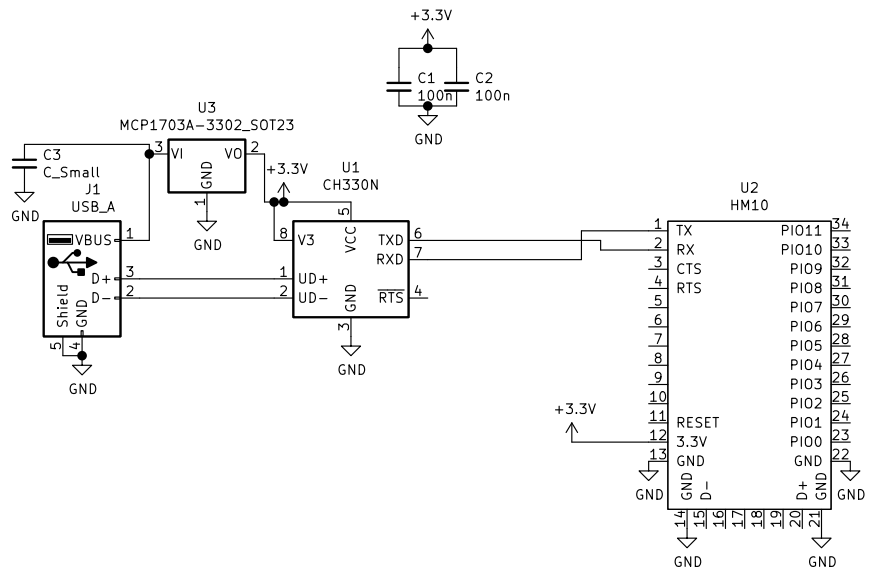 +3.3V
C1
100n
C2
100n
GND
U3
MCP1703A-3302_SOT23
3 VI VO 2
GND
1
GND
C3
C_Small
GND
J1
USB_A
VBUS 1
D+ 3
D- 2
Shield
GND
5
4
GND
+3.3V
U1
CH330N
5
VCC
8 V3
TXD 6
RXD 7
1 UD+
2 UD-
RTS 4
GND
3
GND
U2
HM10
1 TX PIO11 34
2 RX PIO10 33
3 CTS PIO9 32
4 RTS PIO8 31
5 PIO7 30
6 PIO6 29
7 PIO5 28
8 PIO4 27
9 PIO3 26
10 PIO2 25
11 RESET PIO1 24
+3.3V
12 3.3V PIO0 23
13 GND GND 22
GND
GND
GND D- D+ GND
14 15 16 17 18 19 20 21
GND
GND